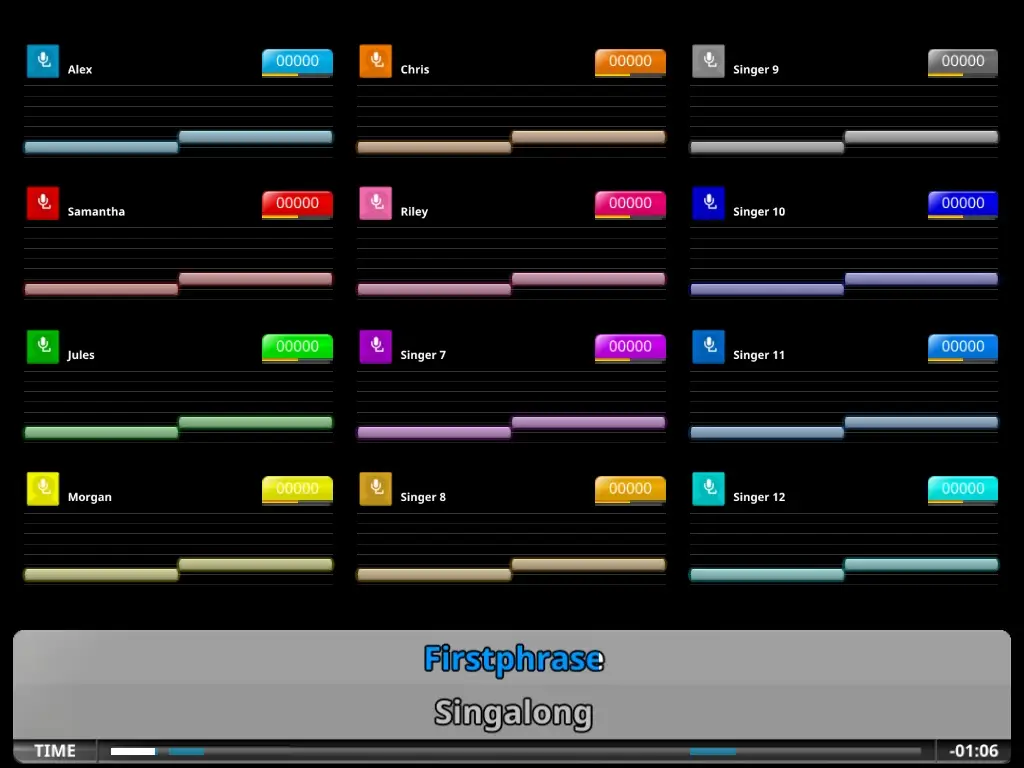 Alex 00000
Chris 00000
Singer 9 00000
Samantha 00000
Riley 00000
Singer 10 00000
Jules 00000
Singer 7 00000
Singer 11 00000
Morgan 00000
Singer 8 00000
Singer 12 00000
Firstphrase
Singalong
TIME -01:06